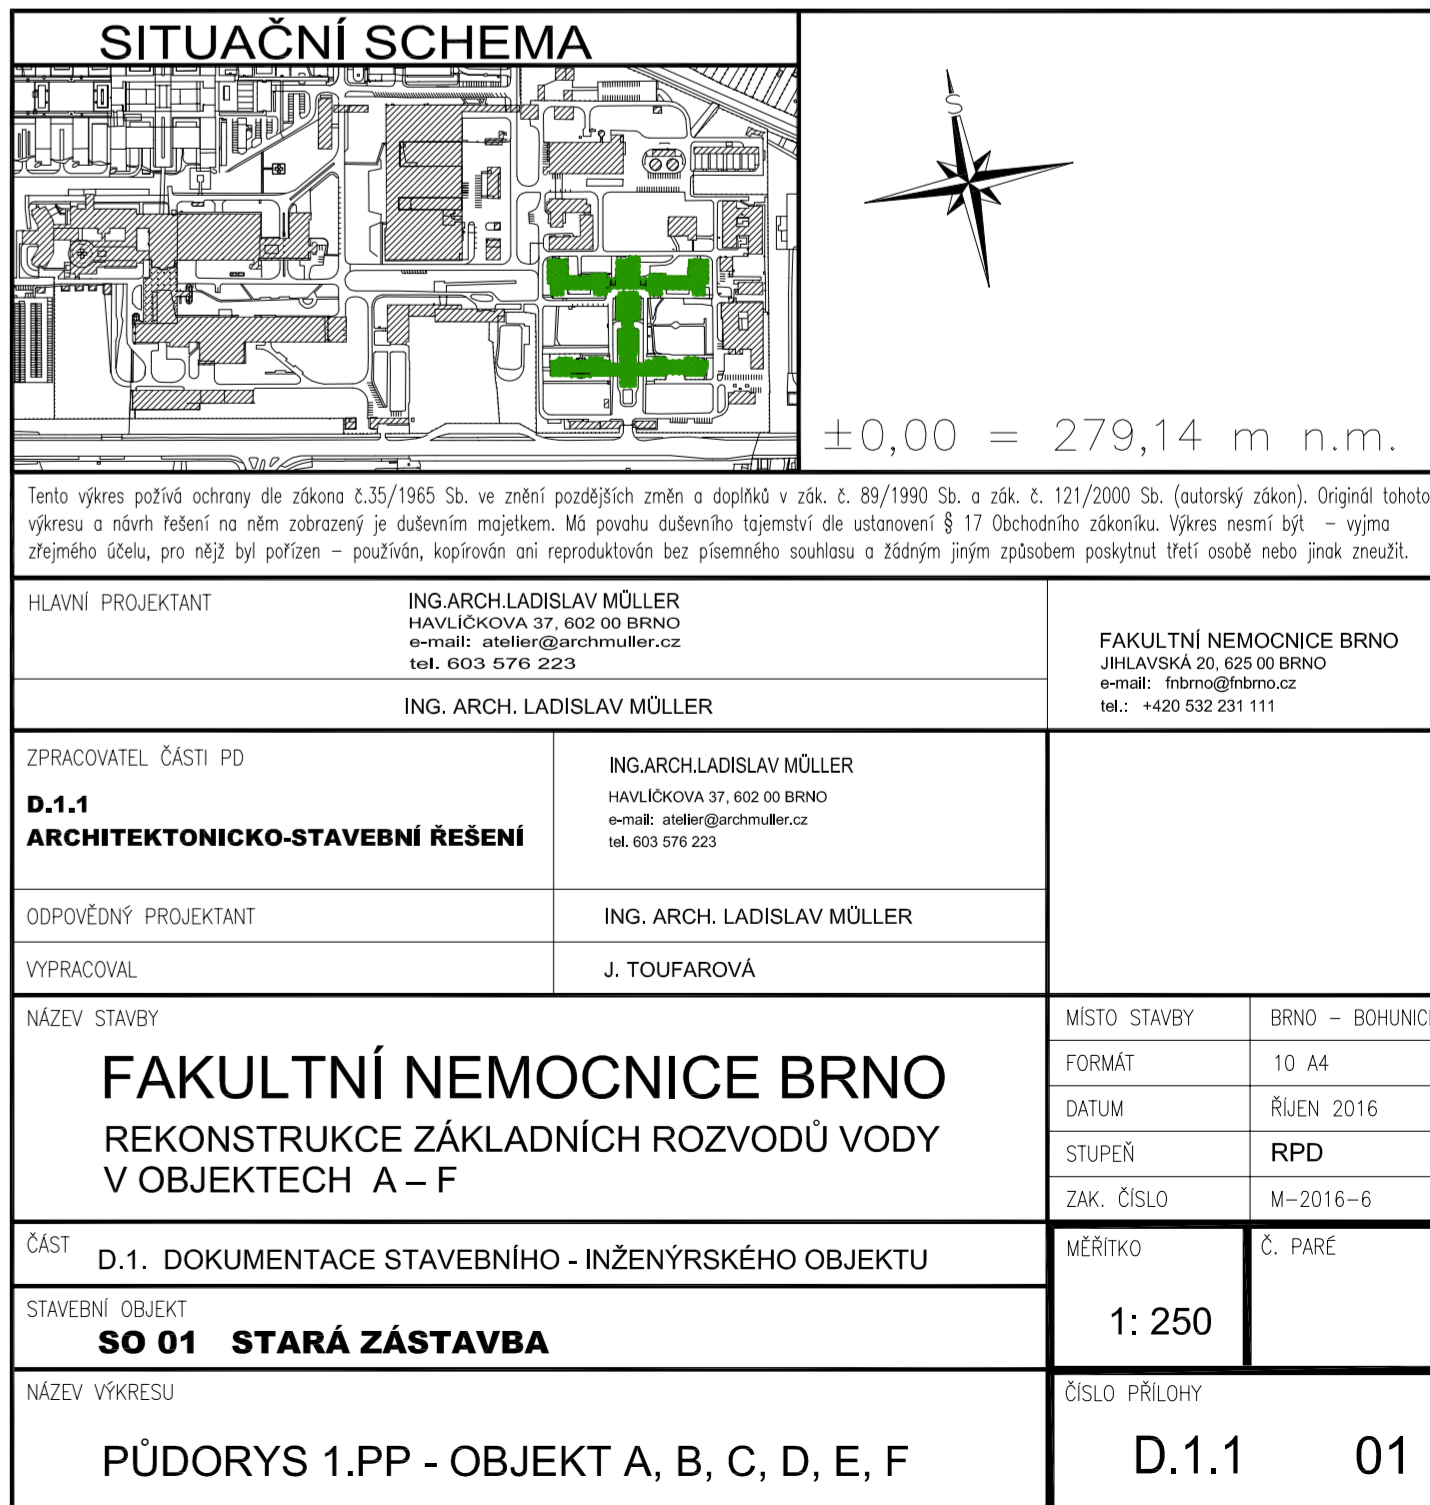 SITUAČNÍ SCHEMA
S
±0,00 = 279,14 m n.m.
Tento výkres požívá ochrany dle zákona č.35/1965 Sb. ve znění pozdějších změn a doplňků v zák. č. 89/1990 Sb. a zák. č. 121/2000 Sb. (autorský zákon). Originál tohoto
výkresu a návrh řešení na něm zobrazený je duševním majetkem. Má povahu duševního tajemství dle ustanovení § 17 Obchodního zákoníku. Výkres nesmí být – vyjma
zřejmého účelu, pro nějž byl pořízen – používán, kopírován ani reproduktován bez písemného souhlasu a žádným jiným způsobem poskytnut třetí osobě nebo jinak zneužit.
HLAVNÍ PROJEKTANT
ING.ARCH.LADISLAV MÜLLER
HAVLÍČKOVA 37, 602 00 BRNO
e-mail: atelier@archmuller.cz
tel. 603 576 223
ING. ARCH. LADISLAV MÜLLER
FAKULTNÍ NEMOCNICE BRNO
JIHLAVSKÁ 20, 625 00 BRNO
e-mail: fnbrno@fnbrno.cz
tel.: +420 532 231 111
ZPRACOVATEL ČÁSTI PD
D.1.1
ARCHITEKTONICKO-STAVEBNÍ ŘEŠENÍ
ING.ARCH.LADISLAV MÜLLER
HAVLÍČKOVA 37, 602 00 BRNO
e-mail: atelier@archmuller.cz
tel. 603 576 223
ODPOVĚDNÝ PROJEKTANT
ING. ARCH. LADISLAV MÜLLER
VYPRACOVAL
J. TOUFAROVÁ
NÁZEV STAVBY
FAKULTNÍ NEMOCNICE BRNO
REKONSTRUKCE ZÁKLADNÍCH ROZVODŮ VODY
V OBJEKTECH A – F
MÍSTO STAVBY BRNO – BOHUNIC
FORMÁT 10 A4
DATUM ŘÍJEN 2016
STUPEŇ RPD
ZAK. ČÍSLO M-2016-6
ČÁST
D.1. DOKUMENTACE STAVEBNÍHO - INŽENÝRSKÉHO OBJEKTU
MĚŘÍTKO
1: 250
Č. PARÉ
STAVEBNÍ OBJEKT
SO 01 STARÁ ZÁSTAVBA
NÁZEV VÝKRESU
PŮDORYS 1.PP - OBJEKT A, B, C, D, E, F
ČÍSLO PŘÍLOHY
D.1.1 01